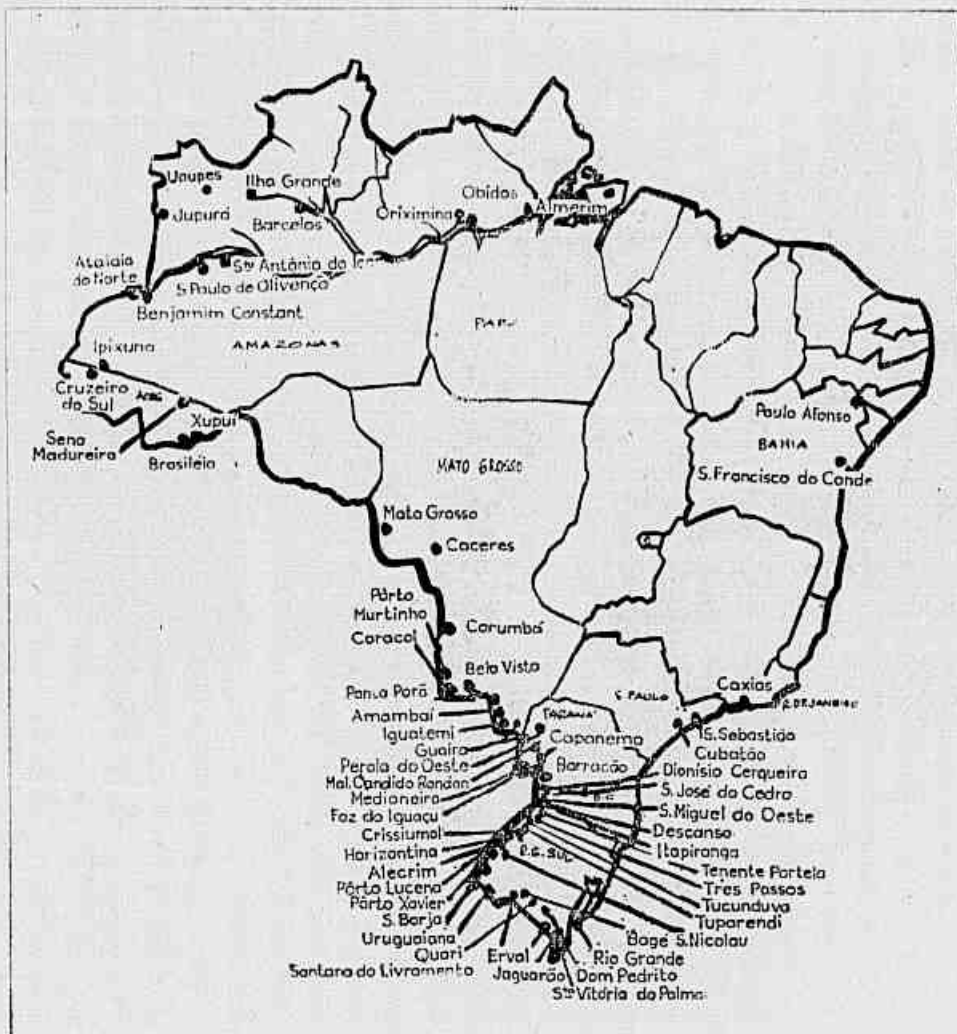 Uaupes
Ilha Grande
Jupurá
Barcelos
Obidos
Oriximina
Almerim
Ataiaia
do Norte
Sto Antônio do
S. Paulo de Olivença
Benjamim Constant
AMAZONAS
Ipixuna
Cruzeiro
do Sul
ACRE
Xupuí
Sena
Madureira
Brasiléia
Paulo Afonso
BAHIA
S. Francisco do Conde
MATO GROSSO
Mato Grosso
Caceres
Pôrto
Murtinho
Coracol
Corumbá
Bela Vista
Ponta Porã
Caxias
S. PAULO
R. DE JANEIRO
Amambaí
PARANÁ
Iguatemi
Capanema
S. Sebastião
Cubatão
Guaira
Perola do Oeste
Barracão
Dionísio Cerqueira
Mal. Candido Rondon
S. José do Cedro
Medianeira
S. Miguel do Oeste
Foz do Iguaçu
Descanso
Crissiumal
Itapiranga
Horizontina
R.G. SUL
Tenente Portela
Alecrim
Tres Passos
Pôrto Lucena
Tucunduva
Pôrto Xavier
Tuparendi
S. Borja
Bagé S. Nicolau
Uruguaiana
Quari
Erval
Rio Grande
Santana do Livramento
Jaguarão
Dom Pedrito
Sta Vitória do Palma